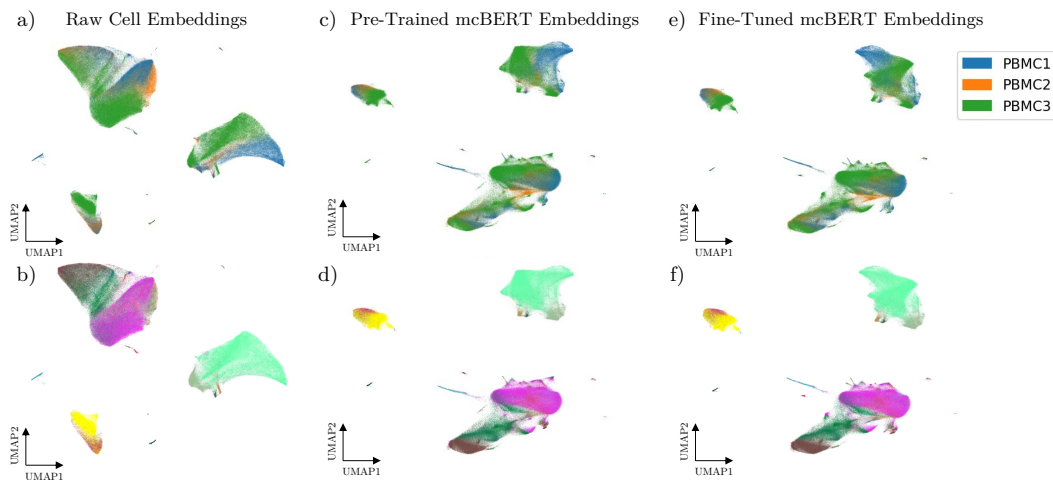 a) Raw Cell Embeddings
c) Pre-Trained mcBERT Embeddings
e) Fine-Tuned mcBERT Embeddings
PBMC1
PBMC2
PBMC3
UMAP2
UMAP1
UMAP2
UMAP1
UMAP2
UMAP1
b)
d)
f)
UMAP2
UMAP1
UMAP2
UMAP1
UMAP2
UMAP1